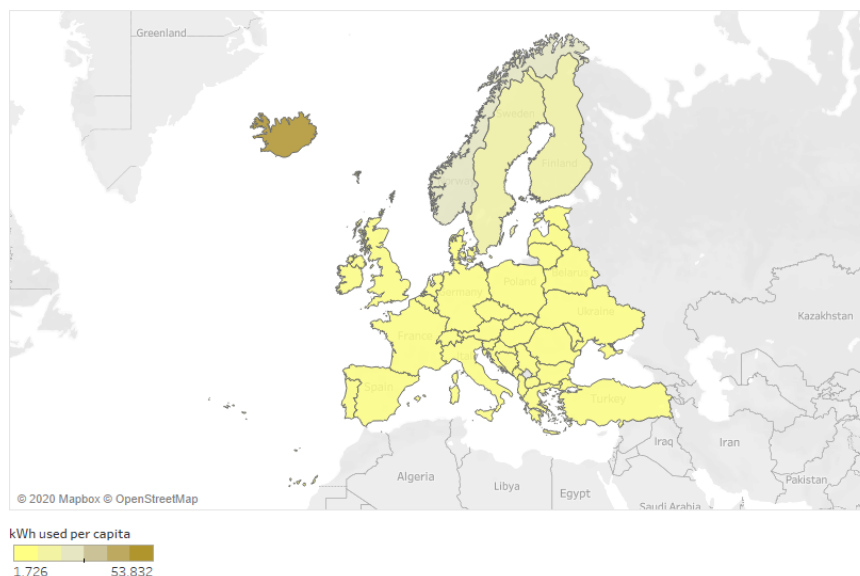 Greenland
Sweden
Finland
Norway
Belarus
Poland
Germany
Ukraine
Kazakhstan
France
Italy
Spain
Turkey
Iraq
Iran
Algeria
Libya
Egypt
Pakistan
Saudi Arabia
© 2020 Mapbox © OpenStreetMap
kWh used per capita
1.726 53.832